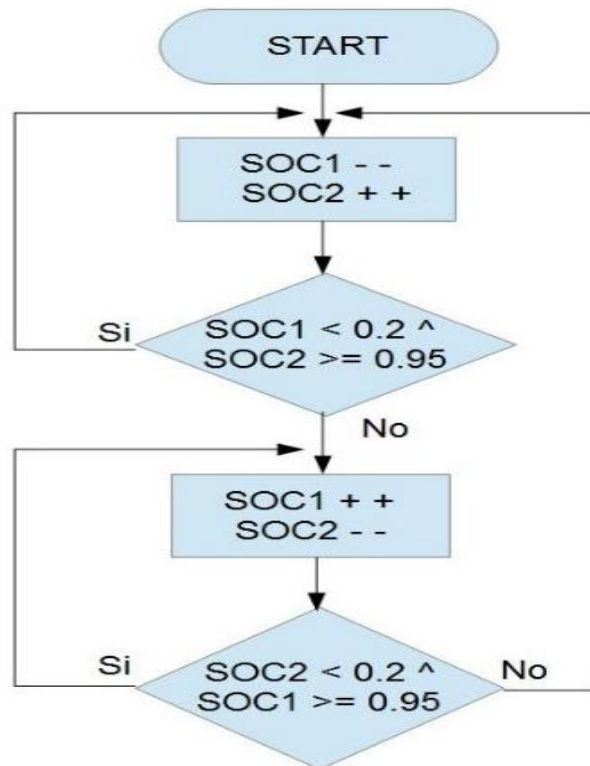 START
SOC1 - -
SOC2 + +
Si
SOC1 < 0.2 ^
SOC2 >= 0.95
No
SOC1 + +
SOC2 - -
Si
SOC2 < 0.2 ^
SOC1 >= 0.95
No